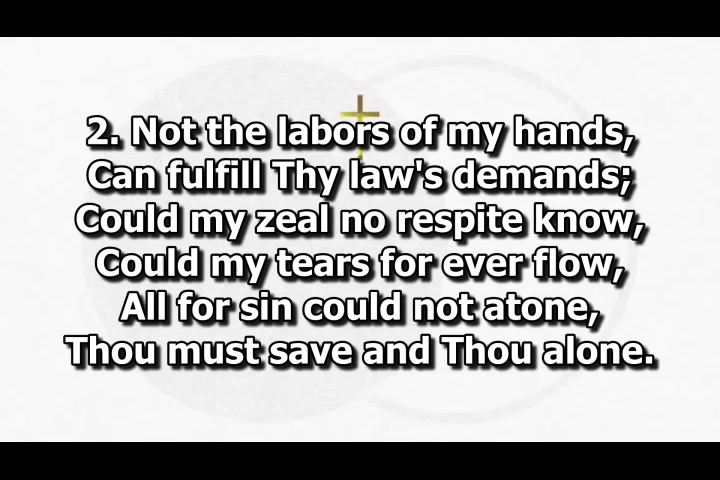 2. Not the labors of my hands,
Can fulfill Thy law's demands;
Could my zeal no respite know,
Could my tears for ever flow,
All for sin could not atone,
Thou must save and Thou alone.